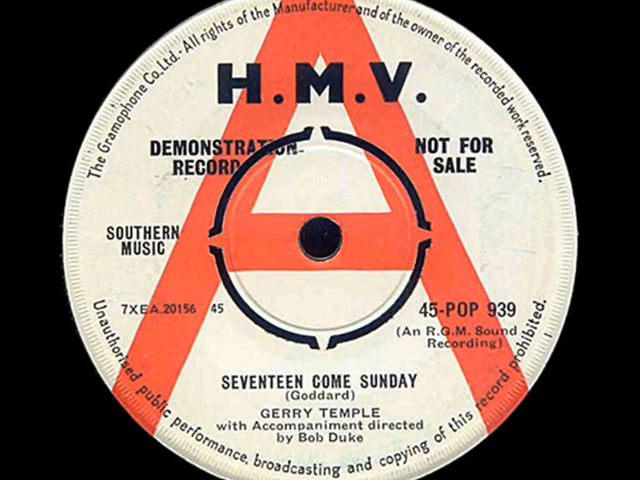 The Gramophone Co. Ltd. - All rights of the Manufacturer and of the owner of the recorded work reserved.
H.M.V.
DEMONSTRATION
RECORD
NOT FOR
SALE
SOUTHERN
MUSIC
7XEA.20156 45
45-POP 939
(An R.G.M. Sound
Recording)
SEVENTEEN COME SUNDAY
(Goddard)
GERRY TEMPLE
with Accompaniment directed
by Bob Duke
Unauthorised public performance, broadcasting and copying of this record prohibited.
A